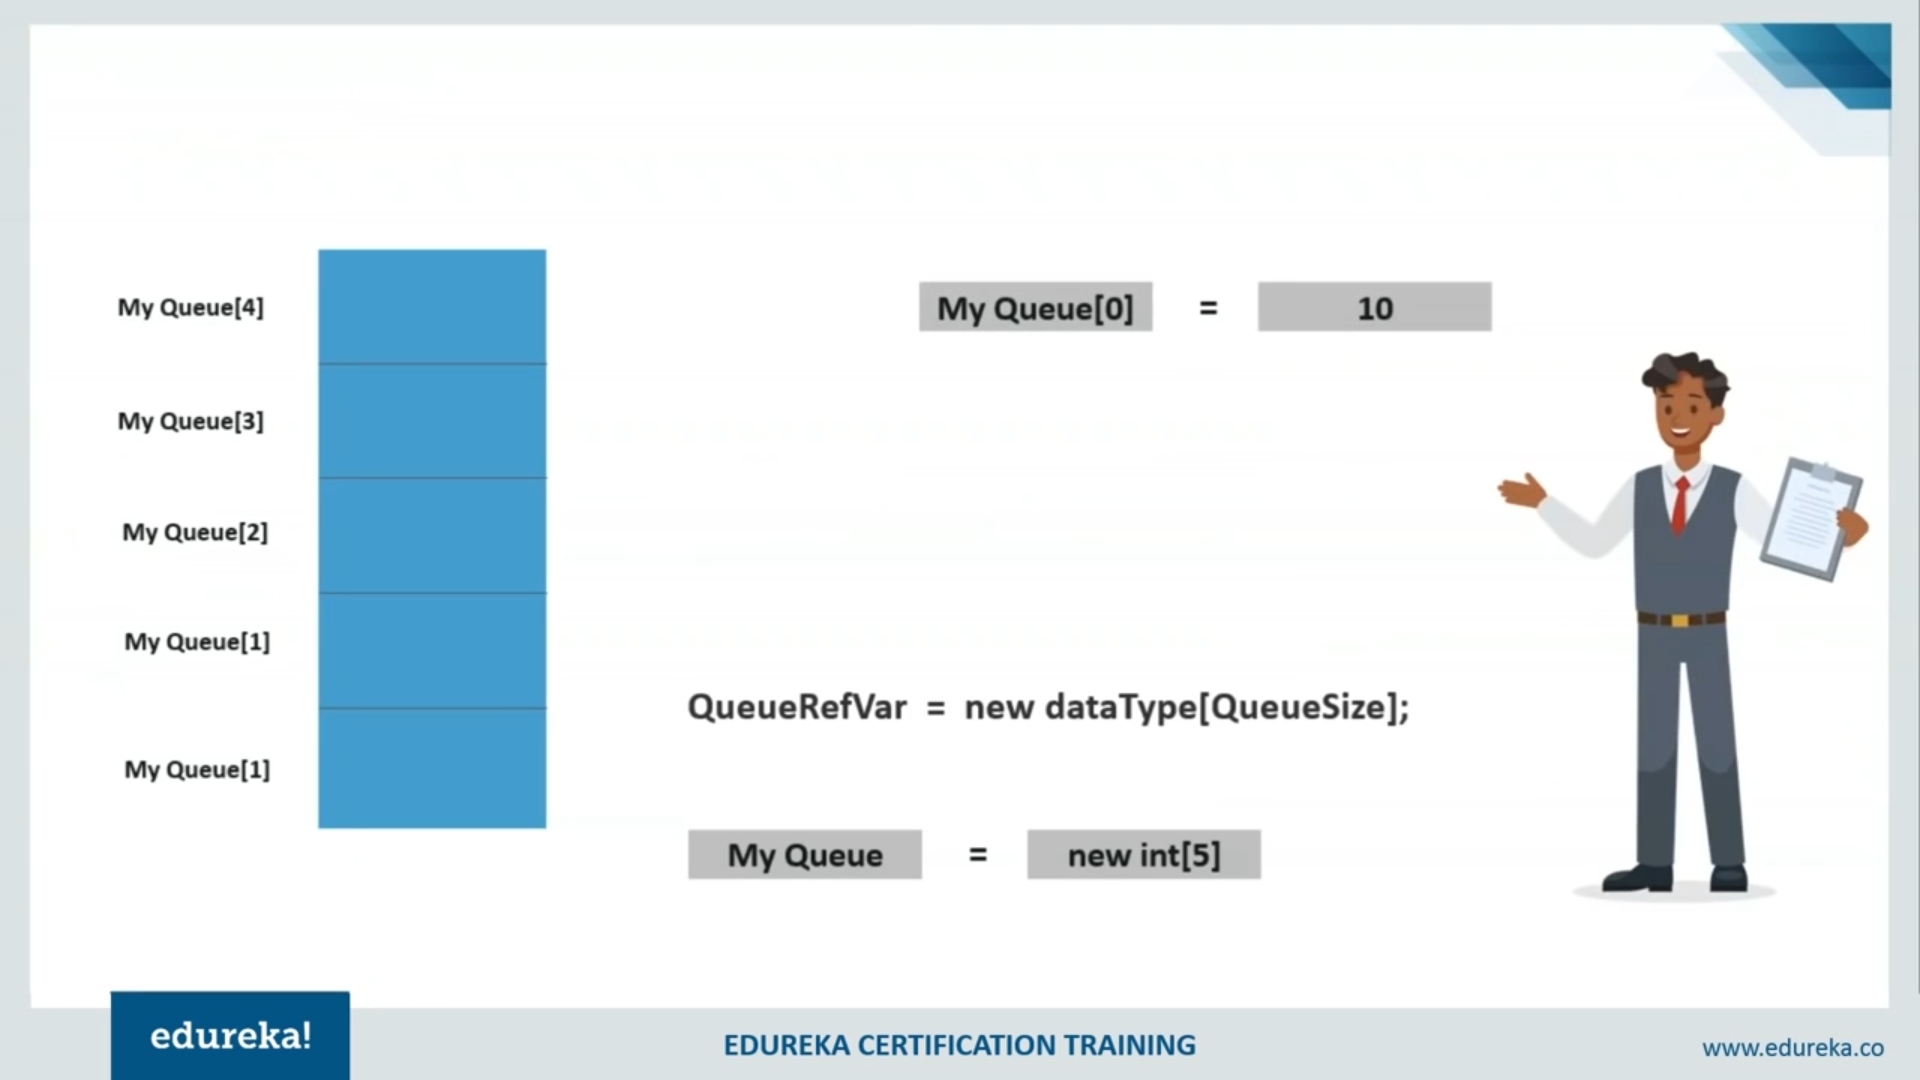 My Queue[4]
My Queue[0] = 10
My Queue[3]
My Queue[2]
My Queue[1]
QueueRefVar = new dataType[QueueSize];
My Queue[1]
My Queue = new int[5]
edureka!
EDUREKA CERTIFICATION TRAINING
www.edureka.co